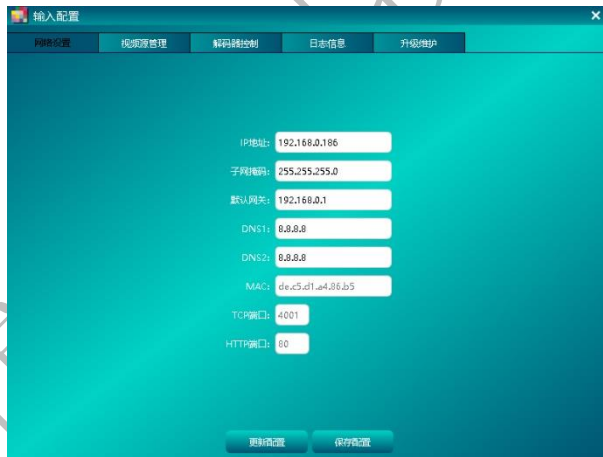 输入配置
网络设置 视频源管理 解码器控制 日志信息 升级维护
IP地址: 192.168.0.186
子网掩码: 255.255.255.0
默认网关: 192.168.0.1
DNS1: 8.8.8.8
DNS2: 8.8.8.8
MAC: de.c5.d1.a4.86.b5
TCP端口: 4001
HTTP端口: 80
更新配置 保存配置